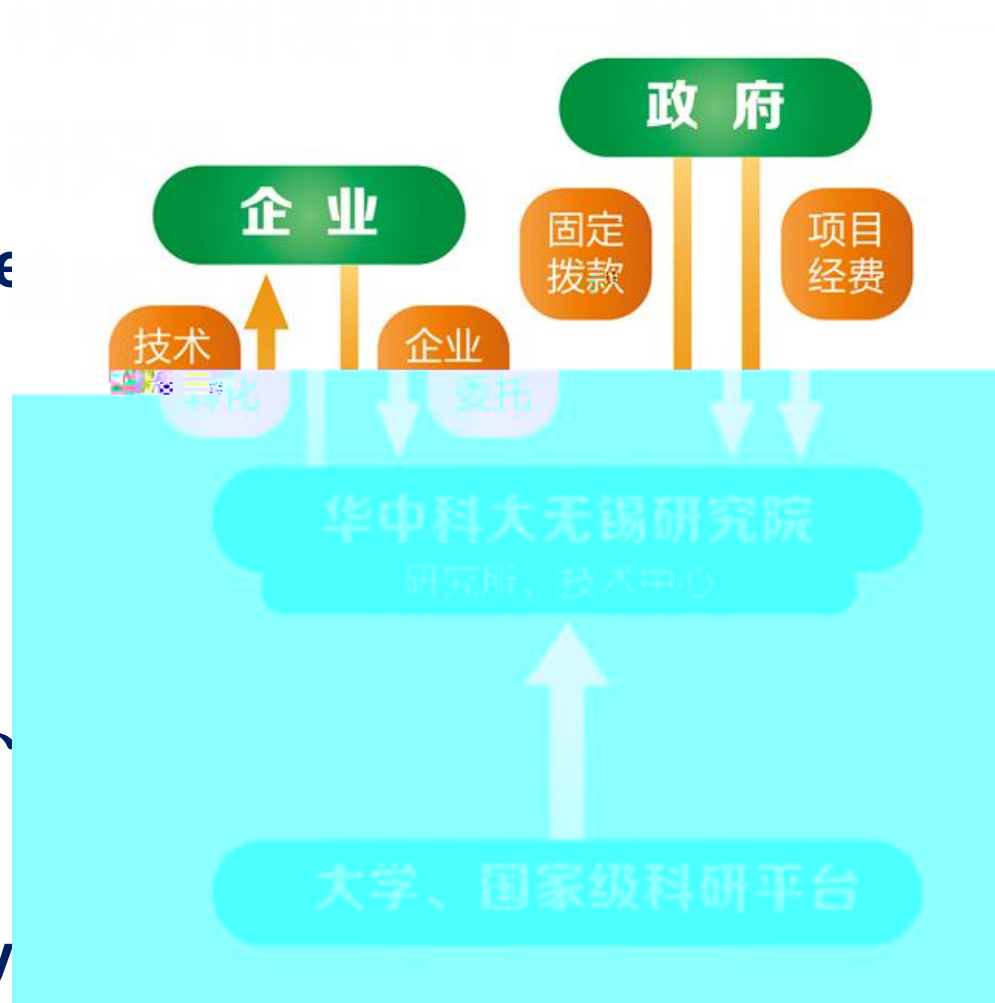 政府
企业
固定
拨款
项目
经费
技术
转化
企业
委托
华中科大无锡研究院
研究所、技术中心
大学、国家级科研平台